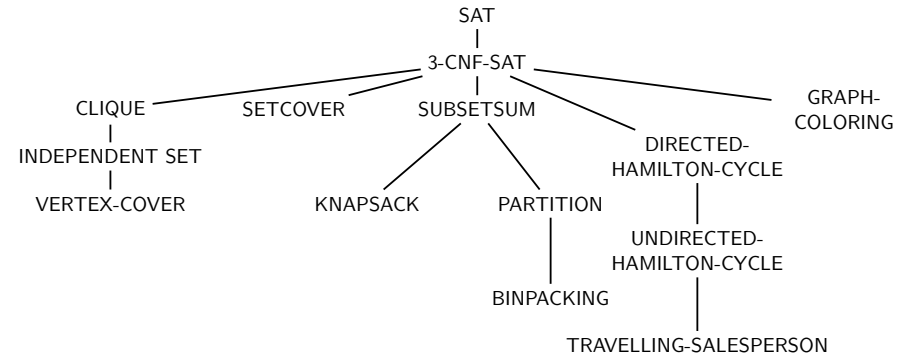 SAT
3-CNF-SAT
CLIQUE
SETCOVER
SUBSETSUM
GRAPH-
COLORING
INDEPENDENT SET
DIRECTED-
HAMILTON-CYCLE
VERTEX-COVER
KNAPSACK
PARTITION
UNDIRECTED-
HAMILTON-CYCLE
BINPACKING
TRAVELLING-SALESPERSON